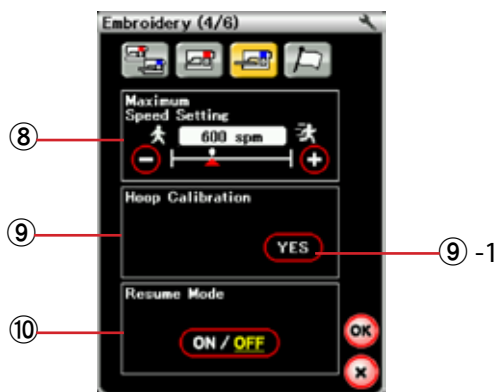 Embroidery (4/6)
Maximum
Speed Setting
⑧
600 spm
− +
Hoop Calibration
⑨
YES
⑨ -1
Resume Mode
⑩
ON / OFF
OK
×